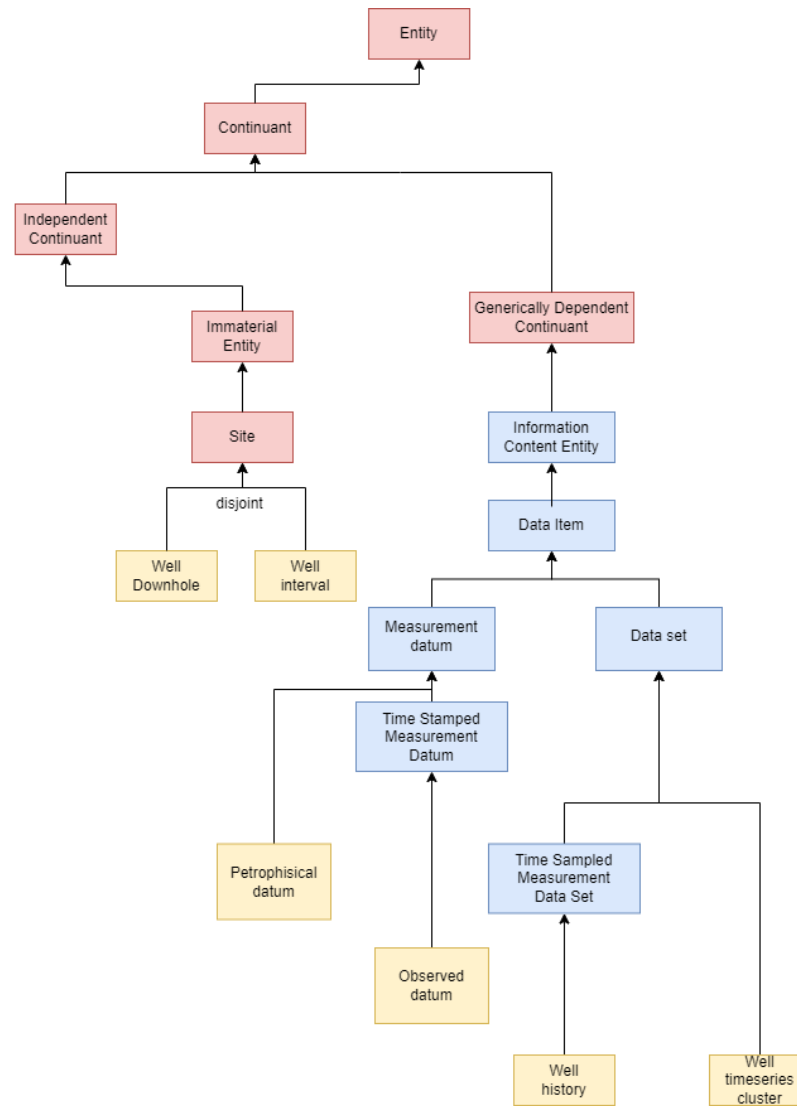 Entity
Continuant
Independent
Continuant
Generically Dependent
Continuant
Immaterial
Entity
Site
Information
Content Entity
disjoint
Data Item
Well
Downhole
Well
interval
Measurement
datum
Data set
Time Stamped
Measurement
Datum
Petrophisical
datum
Time Sampled
Measurement
Data Set
Observed
datum
Well
history
Well
timeseries
cluster